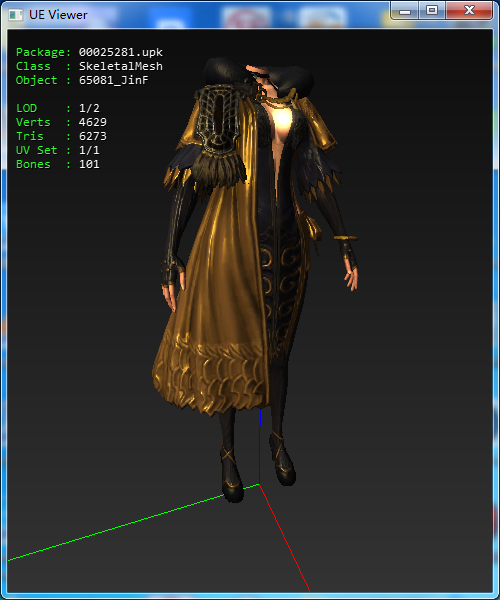 UE Viewer
Package: 00025281.upk
Class : SkeletalMesh
Object : 65081_JinF
LOD : 1/2
Verts : 4629
Tris : 6273
UV Set : 1/1
Bones : 101